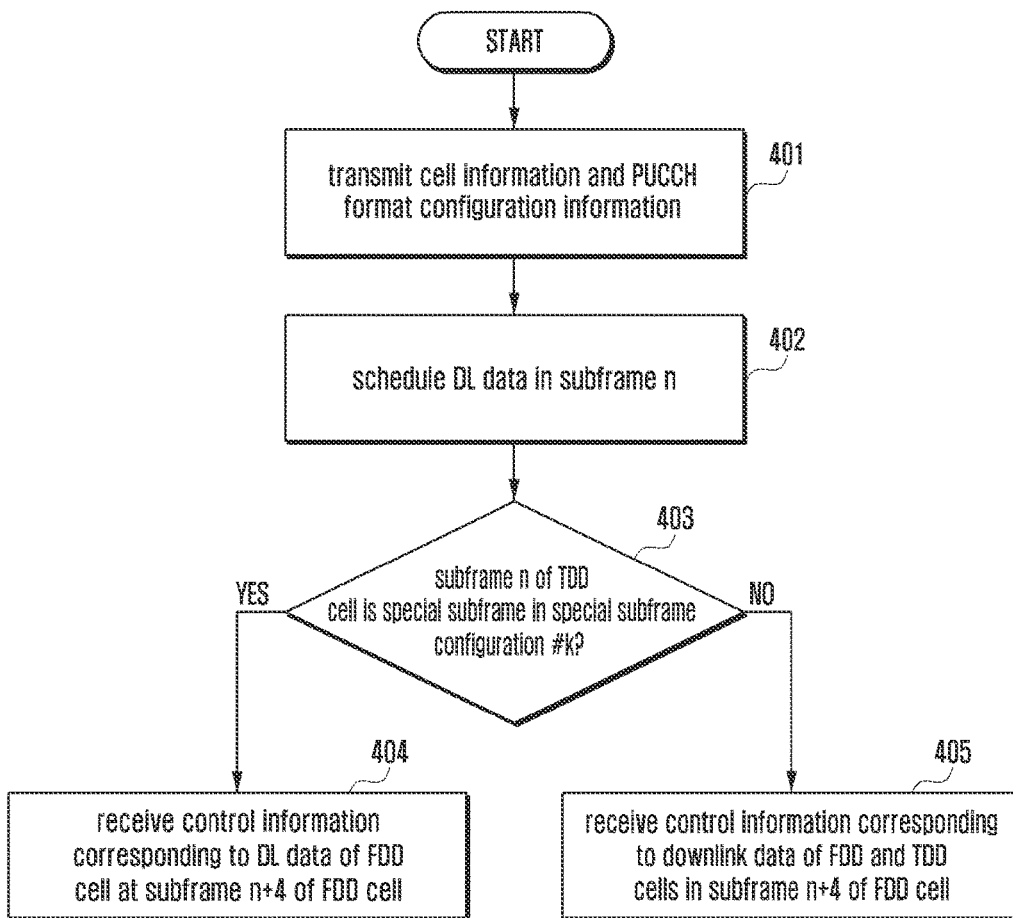 START
transmit cell information and PUCCH
format configuration information
401
schedule DL data in subframe n
402
403
subframe n of TDD
cell is special subframe in special subframe
configuration #k?
YES
NO
404
receive control information
corresponding to DL data of FDD
cell at subframe n+4 of FDD cell
405
receive control information corresponding
to downlink data of FDD and TDD
cells in subframe n+4 of FDD cell